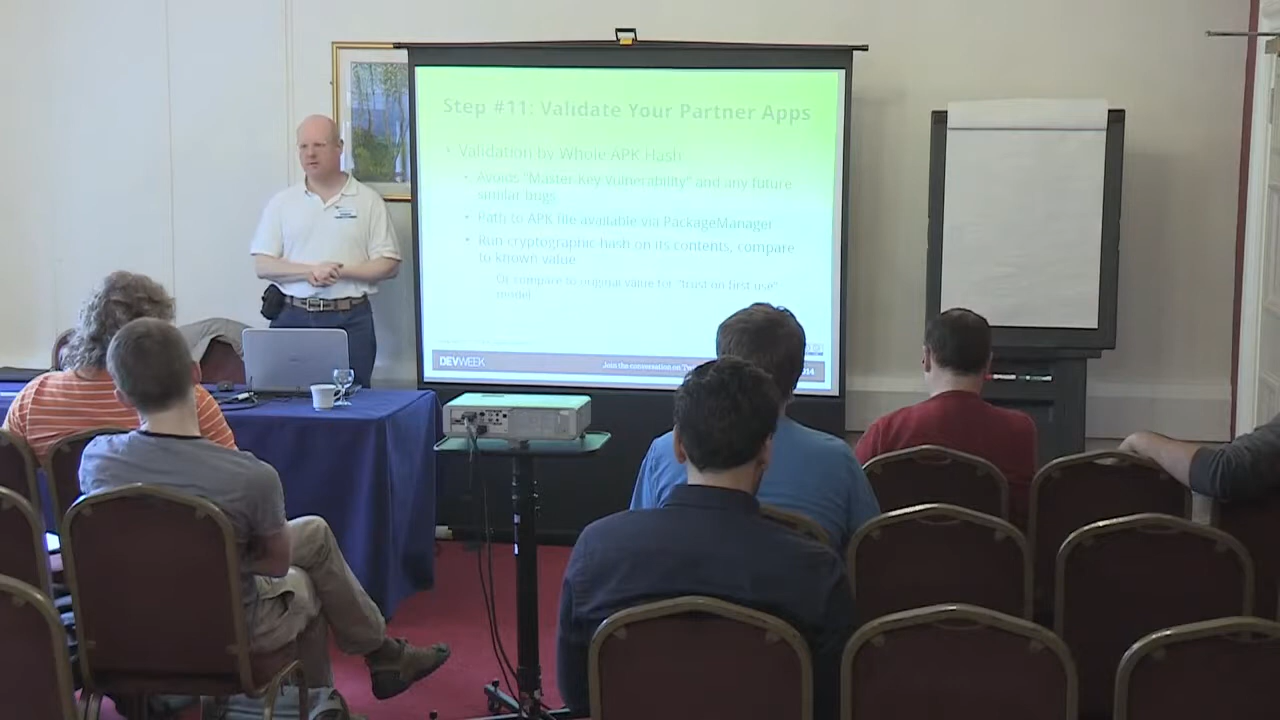 Step #11: Validate Your Partner Apps
Validation by Whole APK Hash
Avoids "Master Key Vulnerability" and any future
similar bugs
Path to APK file available via PackageManager
Run cryptographic hash on its contents, compare
to known value
Or compare to original value for "trust on first use"
model
DEVWEEK
Join the conversation on